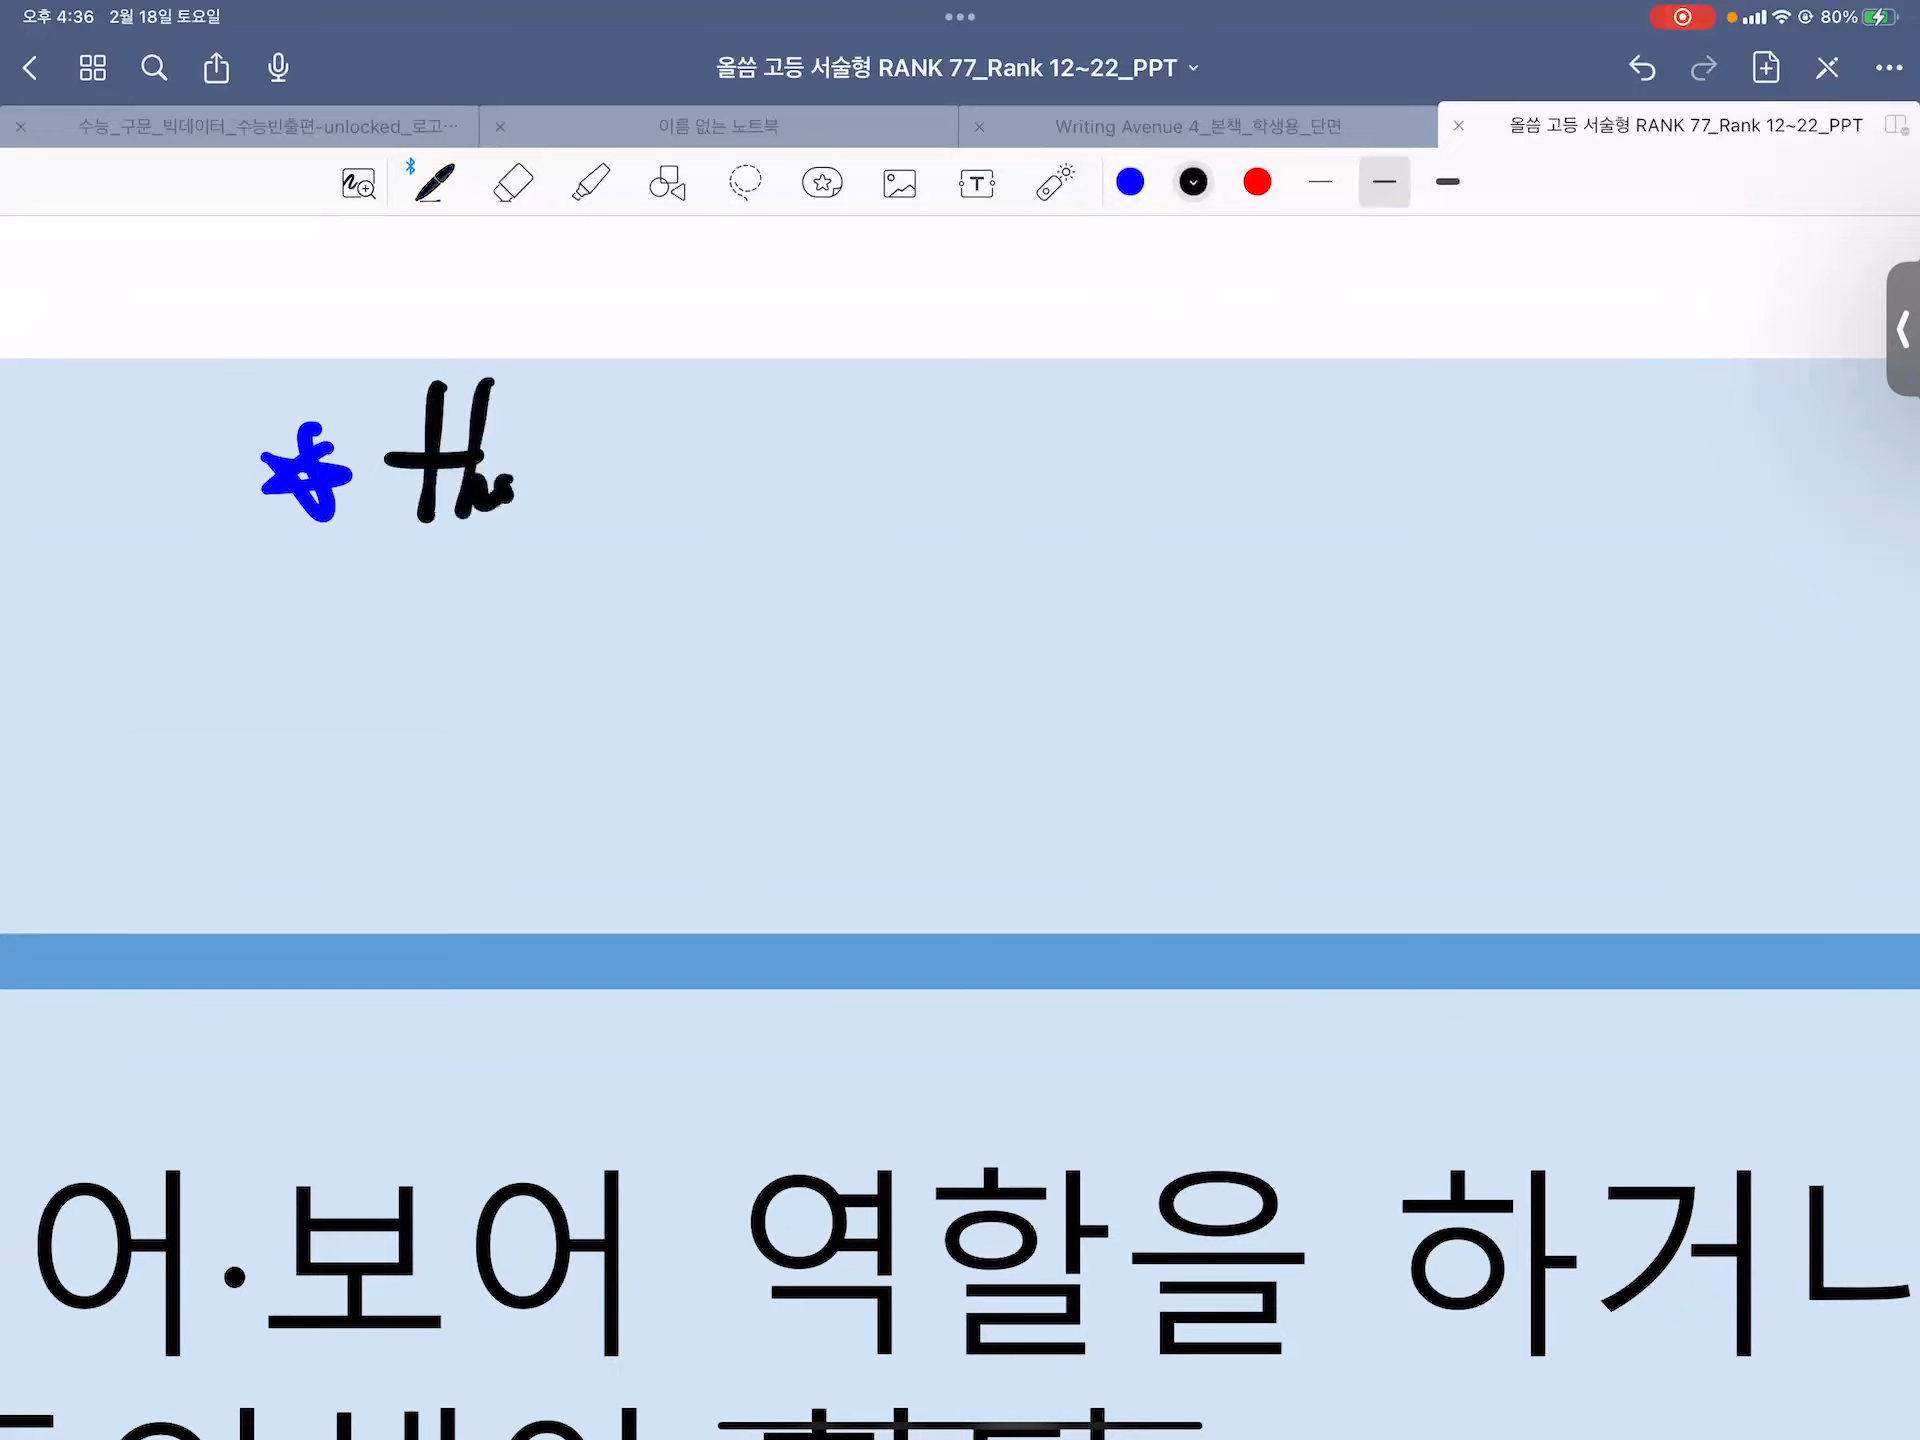 오후 4:36 2월 18일 토요일
80%
올씀 고등 서술형 RANK 77_Rank 12~22_PPT
수능_구문_빅데이터_수능빈출편-unlocked_로고…
이름 없는 노트북
Writing Avenue 4_본책_학생용_단면
올씀 고등 서술형 RANK 77_Rank 12~22_PPT
어·보어 역할을 하거나